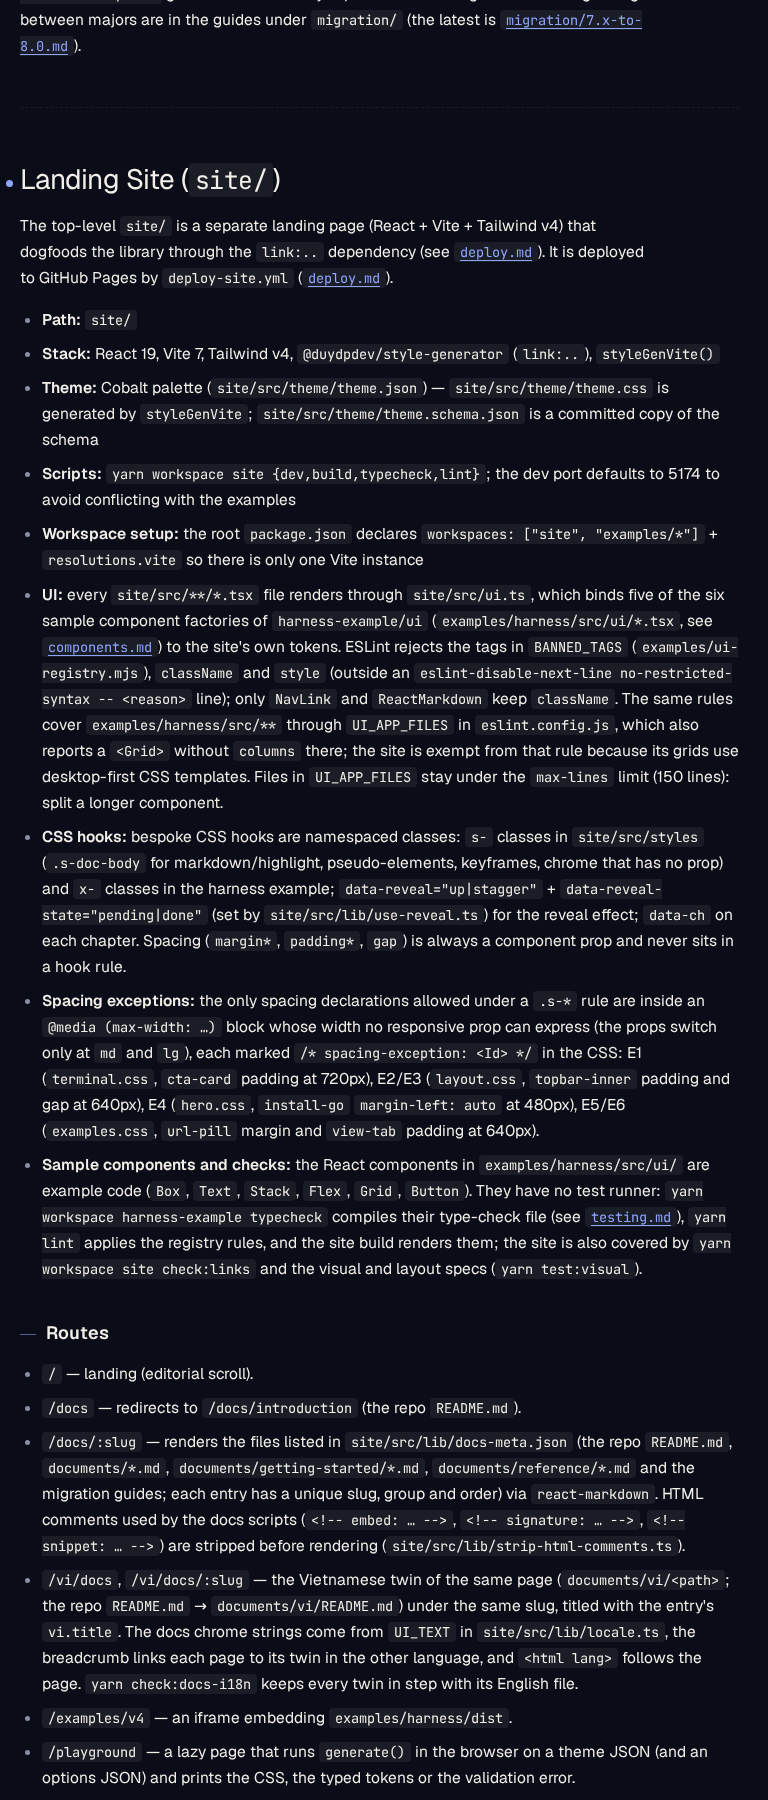 between majors are in the guides under migration/ (the latest is migration/7.x-to-
8.0.md ).
Landing Site ( site/ )
The top-level site/ is a separate landing page (React + Vite + Tailwind v4) that
dogfoods the library through the link:.. dependency (see deploy.md ). It is deployed
to GitHub Pages by deploy-site.yml ( deploy.md ).
Path: site/
Stack: React 19, Vite 7, Tailwind v4, @duydpdev/style-generator ( link:.. ), styleGenVite()
Theme: Cobalt palette ( site/src/theme/theme.json ) — site/src/theme/theme.css is
generated by styleGenVite ; site/src/theme/theme.schema.json is a committed copy of the
schema
Scripts: yarn workspace site {dev,build,typecheck,lint} ; the dev port defaults to 5174 to
avoid conflicting with the examples
Workspace setup: the root package.json declares workspaces: ["site", "examples/*"] +
resolutions.vite so there is only one Vite instance
UI: every site/src/**/*.tsx file renders through site/src/ui.ts , which binds five of the six
sample component factories of harness-example/ui ( examples/harness/src/ui/*.tsx , see
components.md ) to the site's own tokens. ESLint rejects the tags in BANNED_TAGS ( examples/ui-
registry.mjs ), className and style (outside an eslint-disable-next-line no-restricted-
syntax -- <reason> line); only NavLink and ReactMarkdown keep className . The same rules
cover examples/harness/src/** through UI_APP_FILES in eslint.config.js , which also
reports a <Grid> without columns there; the site is exempt from that rule because its grids use
desktop-first CSS templates. Files in UI_APP_FILES stay under the max-lines limit (150 lines):
split a longer component.
CSS hooks: bespoke CSS hooks are namespaced classes: s- classes in site/src/styles
( .s-doc-body for markdown/highlight, pseudo-elements, keyframes, chrome that has no prop)
and x- classes in the harness example; data-reveal="up|stagger" + data-reveal-
state="pending|done" (set by site/src/lib/use-reveal.ts ) for the reveal effect; data-ch on
each chapter. Spacing ( margin* , padding* , gap ) is always a component prop and never sits in
a hook rule.
Spacing exceptions: the only spacing declarations allowed under a .s-* rule are inside an
@media (max-width: …) block whose width no responsive prop can express (the props switch
only at md and lg ), each marked /* spacing-exception: <Id> */ in the CSS: E1
( terminal.css , cta-card padding at 720px), E2/E3 ( layout.css , topbar-inner padding and
gap at 640px), E4 ( hero.css , install-go margin-left: auto at 480px), E5/E6
( examples.css , url-pill margin and view-tab padding at 640px).
Sample components and checks: the React components in examples/harness/src/ui/ are
example code ( Box , Text , Stack , Flex , Grid , Button ). They have no test runner: yarn
workspace harness-example typecheck compiles their type-check file (see testing.md ), yarn
lint applies the registry rules, and the site build renders them; the site is also covered by yarn
workspace site check:links and the visual and layout specs ( yarn test:visual ).
— Routes
/ — landing (editorial scroll).
/docs — redirects to /docs/introduction (the repo README.md ).
/docs/:slug — renders the files listed in site/src/lib/docs-meta.json (the repo README.md ,
documents/*.md , documents/getting-started/*.md , documents/reference/*.md and the
migration guides; each entry has a unique slug, group and order) via react-markdown . HTML
comments used by the docs scripts ( <!-- embed: … --> , <!-- signature: … --> , <!--
snippet: … --> ) are stripped before rendering ( site/src/lib/strip-html-comments.ts ).
/vi/docs , /vi/docs/:slug — the Vietnamese twin of the same page ( documents/vi/<path> ;
the repo README.md → documents/vi/README.md ) under the same slug, titled with the entry's
vi.title . The docs chrome strings come from UI_TEXT in site/src/lib/locale.ts , the
breadcrumb links each page to its twin in the other language, and <html lang> follows the
page. yarn check:docs-i18n keeps every twin in step with its English file.
/examples/v4 — an iframe embedding examples/harness/dist .
/playground — a lazy page that runs generate() in the browser on a theme JSON (and an
options JSON) and prints the CSS, the typed tokens or the validation error.